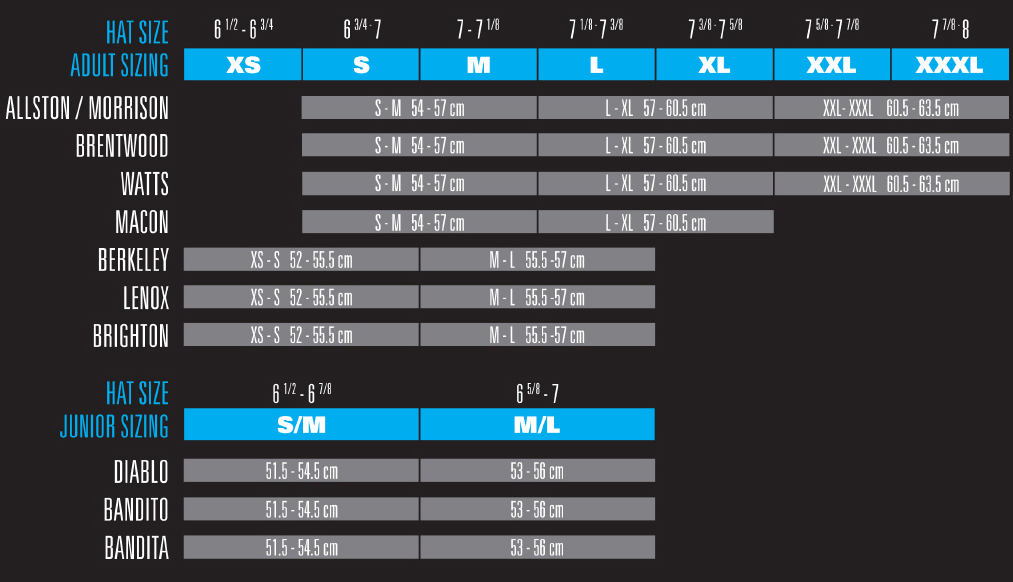 HAT SIZE 6 1/2 - 6 3/4 6 3/4 - 7 7 - 7 1/8 7 1/8 - 7 3/8 7 3/8 - 7 5/8 7 5/8 - 7 7/8 7 7/8 - 8
ADULT SIZING XS S M L XL XXL XXXL
ALLSTON / MORRISON S - M 54 - 57 cm L - XL 57 - 60.5 cm XXL - XXXL 60.5 - 63.5 cm
BRENTWOOD S - M 54 - 57 cm L - XL 57 - 60.5 cm XXL - XXXL 60.5 - 63.5 cm
WATTS S - M 54 - 57 cm L - XL 57 - 60.5 cm XXL - XXXL 60.5 - 63.5 cm
MACON S - M 54 - 57 cm L - XL 57 - 60.5 cm
BERKELEY XS - S 52 - 55.5 cm M - L 55.5 -57 cm
LENOX XS - S 52 - 55.5 cm M - L 55.5 -57 cm
BRIGHTON XS - S 52 - 55.5 cm M - L 55.5 -57 cm
HAT SIZE 6 1/2 - 6 7/8 6 5/8 - 7
JUNIOR SIZING S/M M/L
DIABLO 51.5 - 54.5 cm 53 - 56 cm
BANDITO 51.5 - 54.5 cm 53 - 56 cm
BANDITA 51.5 - 54.5 cm 53 - 56 cm